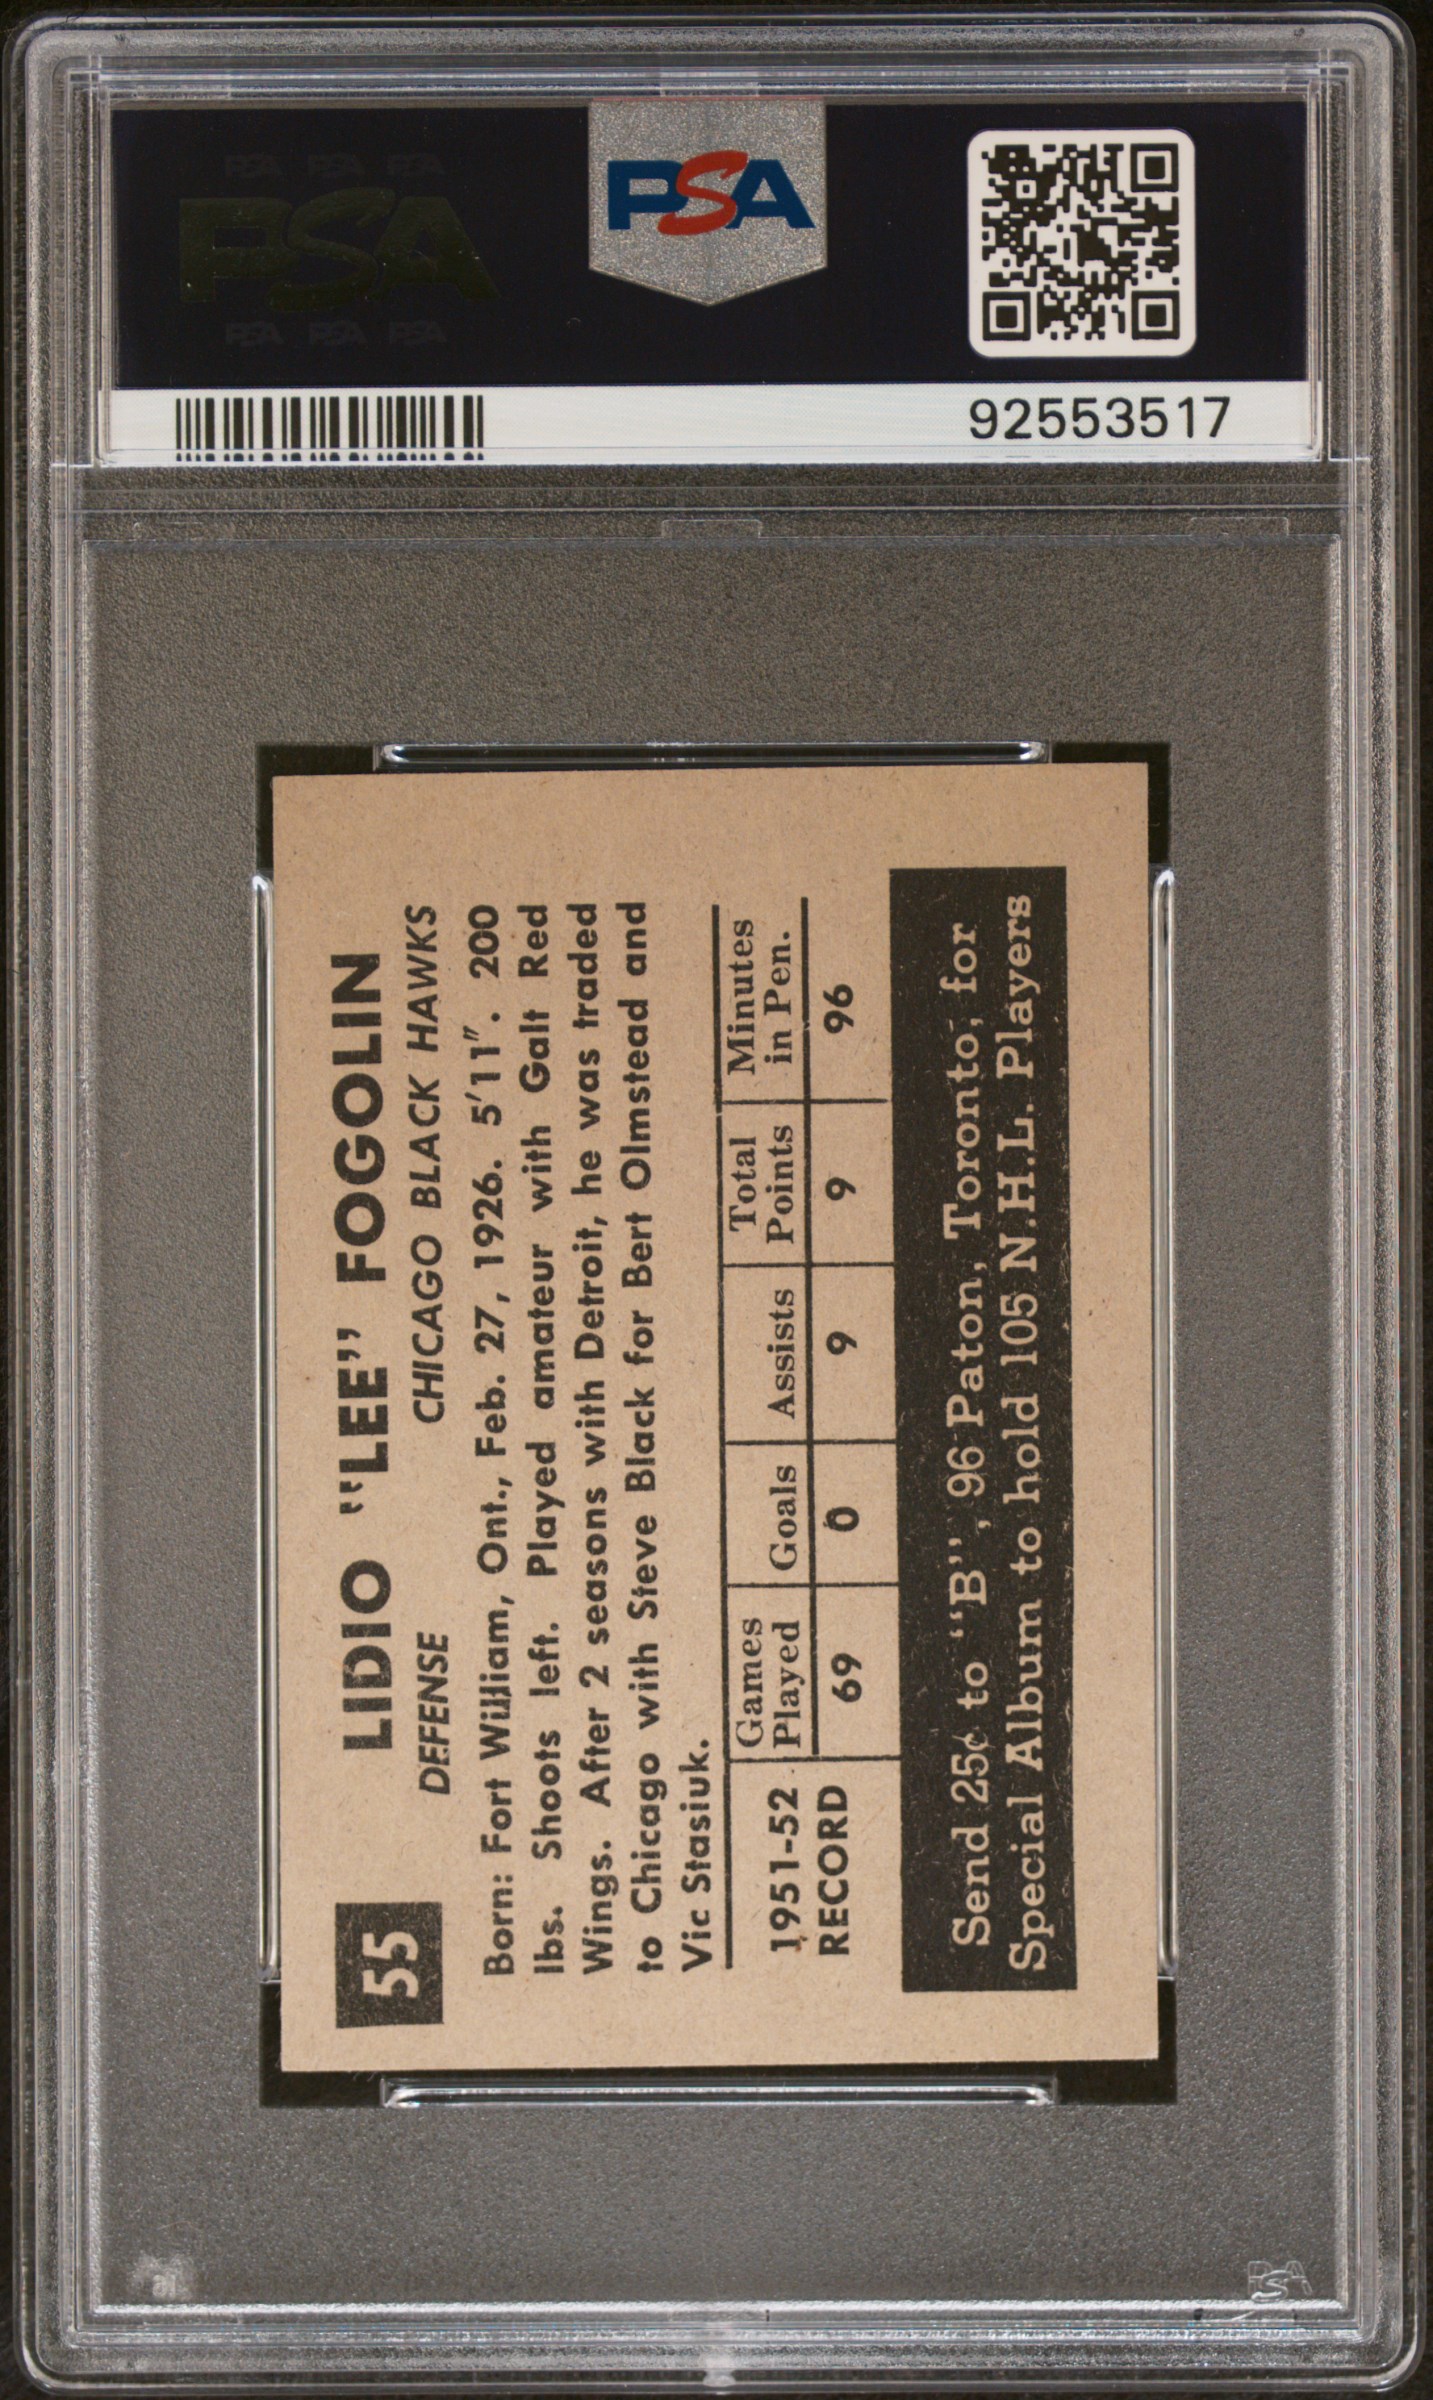 PSA PSA PSA
PSA
PSA PSA PSA
PSA
92553517
55
LIDIO "LEE" FOGOLIN
DEFENSE CHICAGO BLACK HAWKS
Born: Fort William, Ont., Feb. 27, 1926. 5'11". 200
lbs. Shoots left. Played amateur with Galt Red
Wings. After 2 seasons with Detroit, he was traded
to Chicago with Steve Black for Bert Olmstead and
Vic Stasiuk.
1951-52 RECORD
Games Played Goals Assists Total Points Minutes in Pen.
69 0 9 9 96
Send 25¢ to "B", 96 Paton, Toronto, for
Special Album to hold 105 N.H.L. Players
PSA